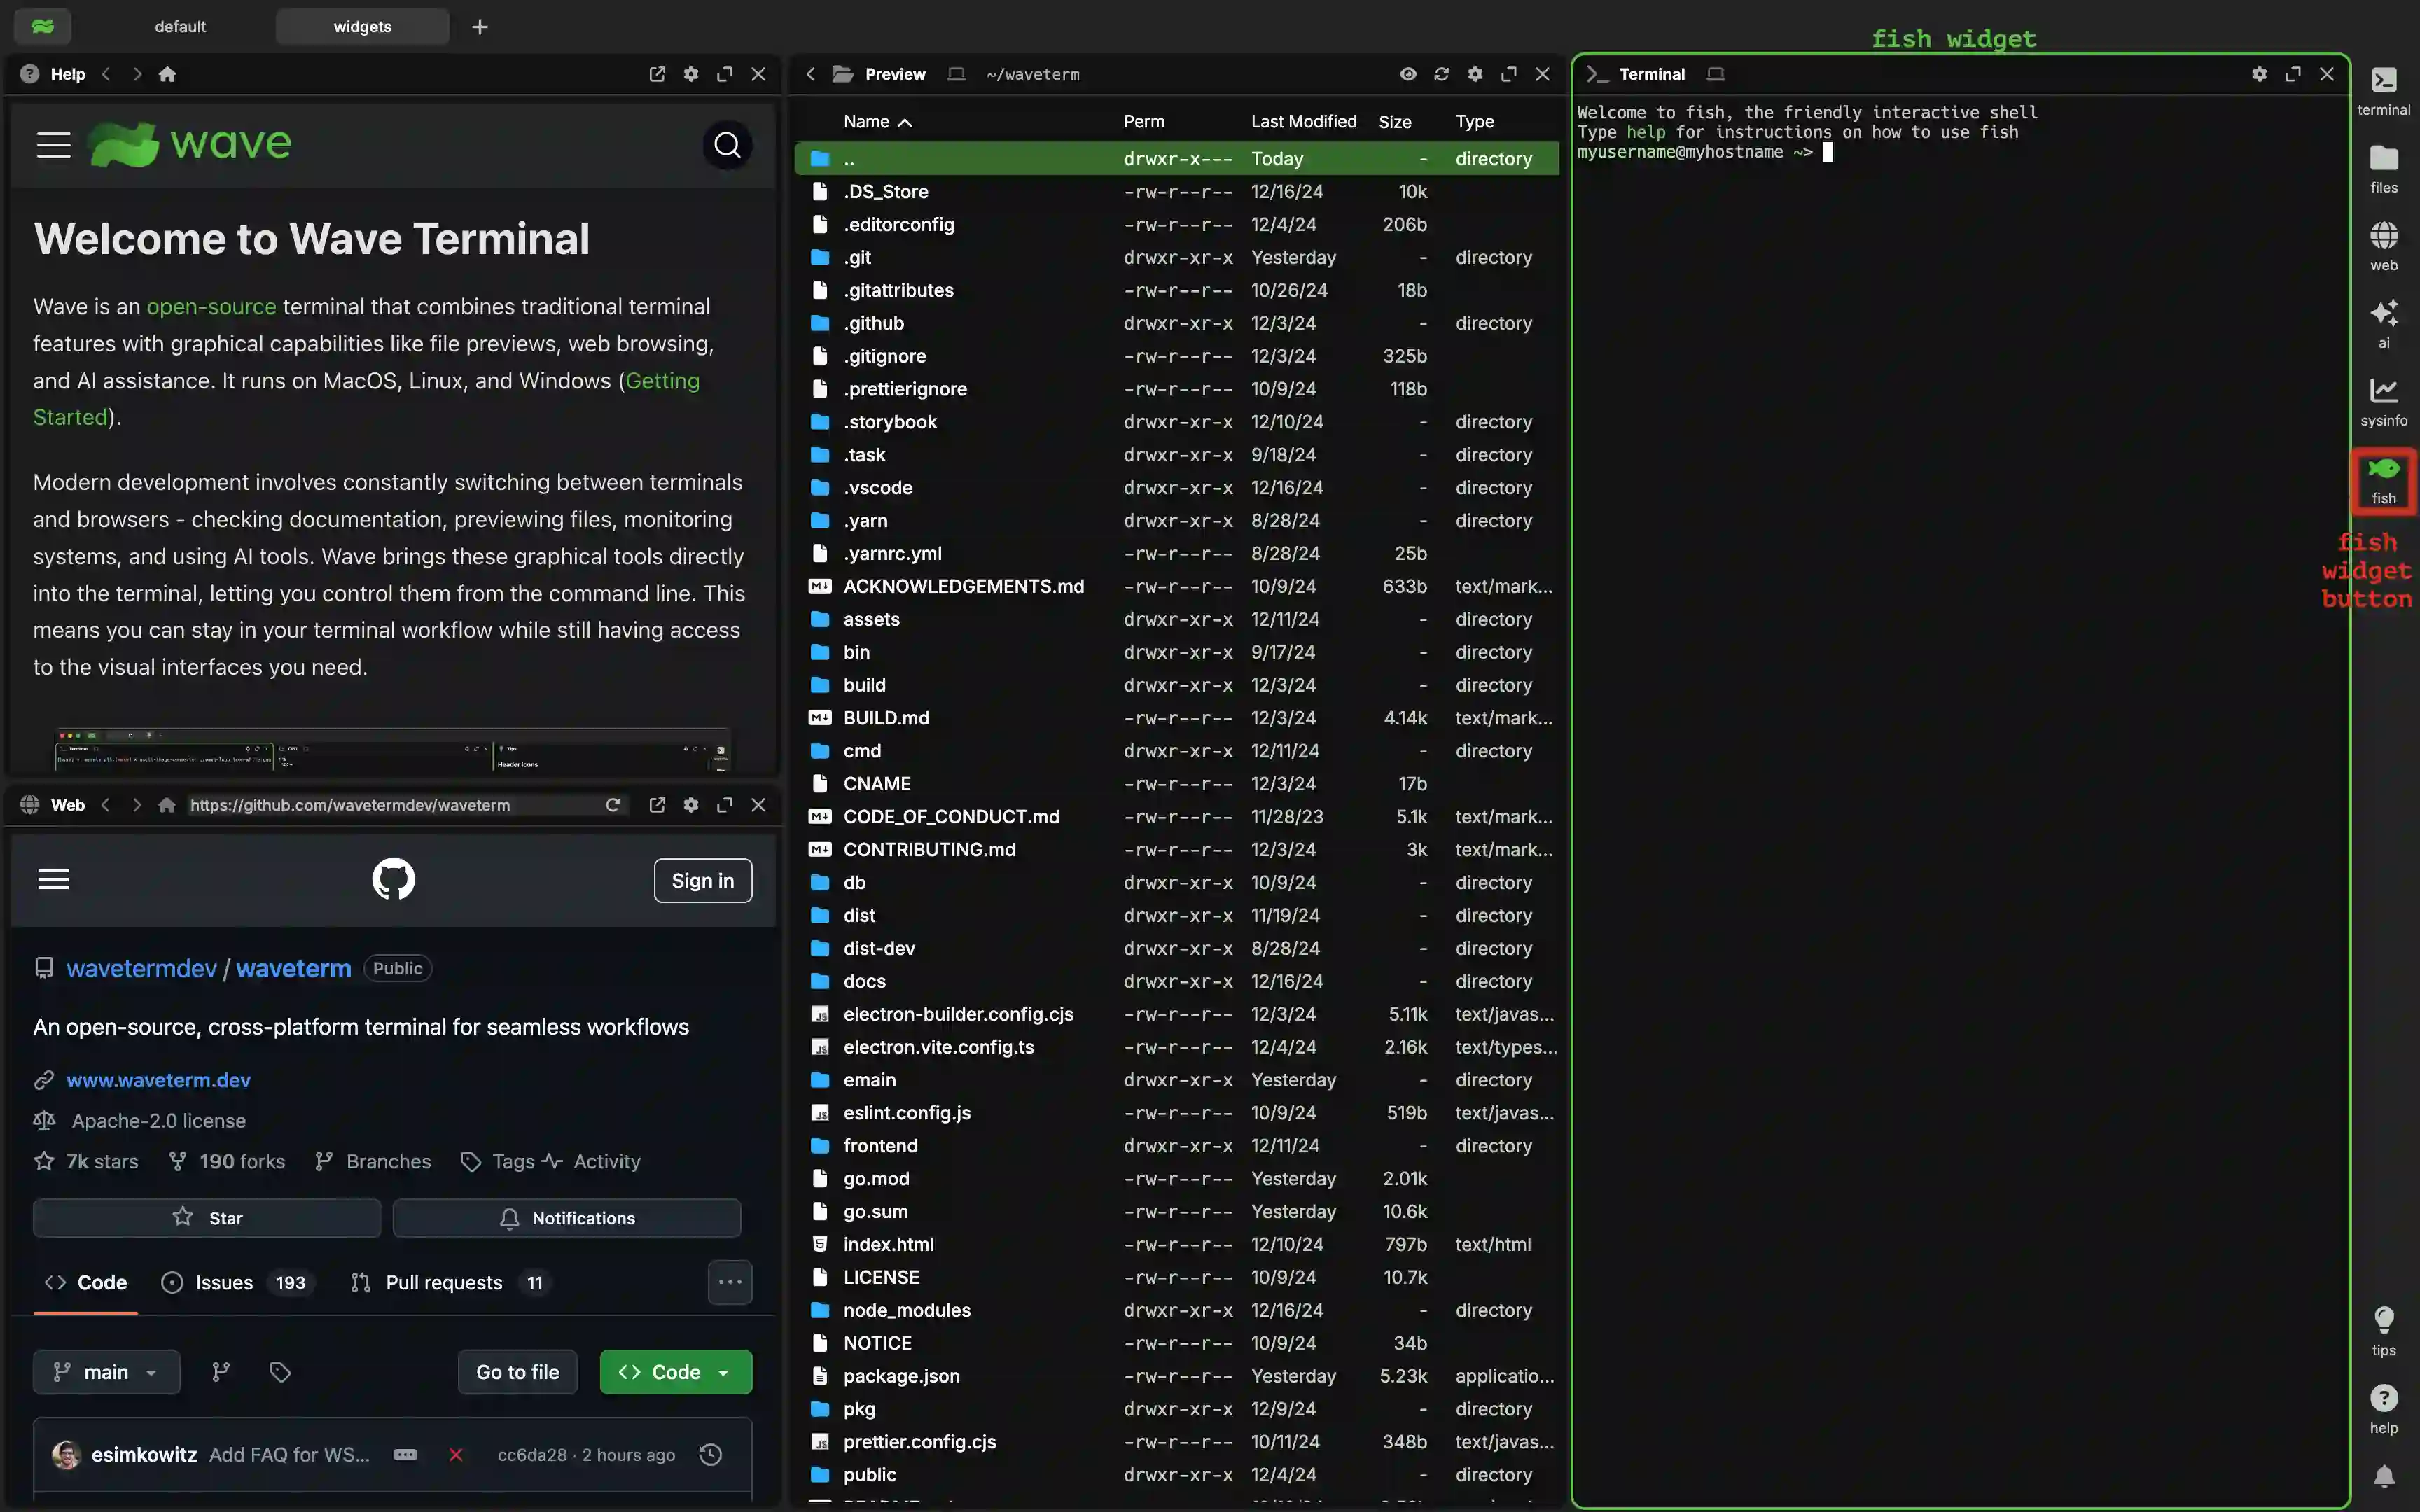 default
widgets
fish widget
Help
wave
Welcome to Wave Terminal
Wave is an open-source terminal that combines traditional terminal
features with graphical capabilities like file previews, web browsing,
and AI assistance. It runs on MacOS, Linux, and Windows (Getting
Started).
Modern development involves constantly switching between terminals
and browsers - checking documentation, previewing files, monitoring
systems, and using AI tools. Wave brings these graphical tools directly
into the terminal, letting you control them from the command line. This
means you can stay in your terminal workflow while still having access
to the visual interfaces you need.
Header Icons
Web https://github.com/wavetermdev/waveterm
Sign in
wavetermdev / waveterm Public
An open-source, cross-platform terminal for seamless workflows
www.waveterm.dev
Apache-2.0 license
7k stars 190 forks Branches Tags Activity
Star Notifications
Code Issues 193 Pull requests 11
main Go to file Code
esimkowitz Add FAQ for WS... cc6da28 · 2 hours ago
Preview ~/waveterm
Name Perm Last Modified Size Type
.. drwxr-x--- Today - directory
.DS_Store -rw-r--r-- 12/16/24 10k
.editorconfig -rw-r--r-- 12/4/24 206b
.git drwxr-xr-x Yesterday - directory
.gitattributes -rw-r--r-- 10/26/24 18b
.github drwxr-xr-x 12/3/24 - directory
.gitignore -rw-r--r-- 12/3/24 325b
.prettierignore -rw-r--r-- 10/9/24 118b
.storybook drwxr-xr-x 12/10/24 - directory
.task drwxr-xr-x 9/18/24 - directory
.vscode drwxr-xr-x 12/16/24 - directory
.yarn drwxr-xr-x 8/28/24 - directory
.yarnrc.yml -rw-r--r-- 8/28/24 25b
ACKNOWLEDGEMENTS.md -rw-r--r-- 10/9/24 633b text/mark...
assets drwxr-xr-x 12/11/24 - directory
bin drwxr-xr-x 9/17/24 - directory
build drwxr-xr-x 12/3/24 - directory
BUILD.md -rw-r--r-- 12/3/24 4.14k text/mark...
cmd drwxr-xr-x 12/11/24 - directory
CNAME -rw-r--r-- 12/3/24 17b
CODE_OF_CONDUCT.md -rw-r--r-- 11/28/23 5.1k text/mark...
CONTRIBUTING.md -rw-r--r-- 12/3/24 3k text/mark...
db drwxr-xr-x 10/9/24 - directory
dist drwxr-xr-x 11/19/24 - directory
dist-dev drwxr-xr-x 8/28/24 - directory
docs drwxr-xr-x 12/16/24 - directory
electron-builder.config.cjs -rw-r--r-- 12/3/24 5.11k text/javas...
electron.vite.config.ts -rw-r--r-- 12/4/24 2.16k text/types...
emain drwxr-xr-x Yesterday - directory
eslint.config.js -rw-r--r-- 10/9/24 519b text/javas...
frontend drwxr-xr-x 12/11/24 - directory
go.mod -rw-r--r-- Yesterday 2.01k
go.sum -rw-r--r-- Yesterday 10.6k
index.html -rw-r--r-- 12/10/24 797b text/html
LICENSE -rw-r--r-- 10/9/24 10.7k
node_modules drwxr-xr-x 12/16/24 - directory
NOTICE -rw-r--r-- 10/9/24 34b
package.json -rw-r--r-- Yesterday 5.23k applicatio...
pkg drwxr-xr-x 12/9/24 - directory
prettier.config.cjs -rw-r--r-- 10/11/24 348b text/javas...
public drwxr-xr-x 12/4/24 - directory
Terminal
Welcome to fish, the friendly interactive shell
Type help for instructions on how to use fish
myusername@myhostname ~>
terminal
files
web
ai
sysinfo
fish
fish
widget
button
tips
help